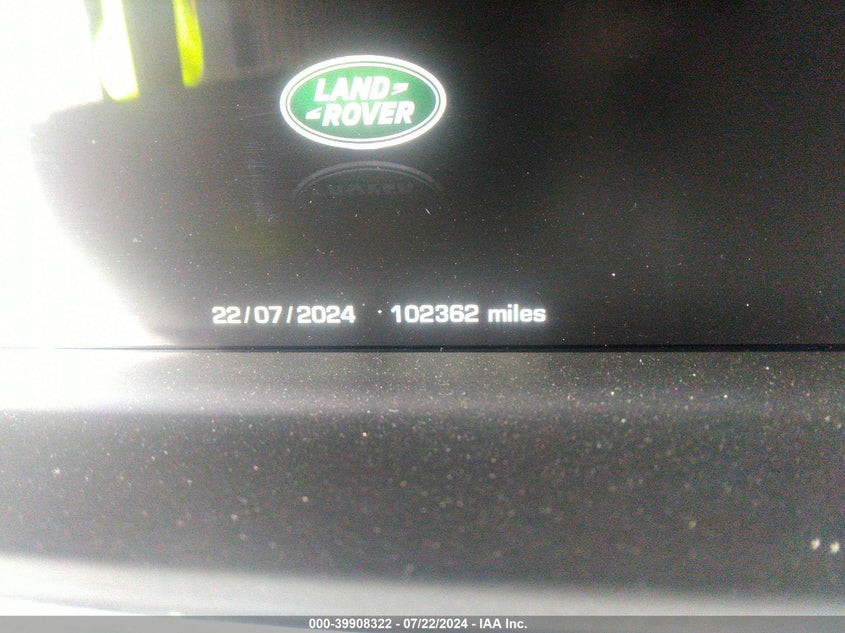 LAND
ROVER
22/07/2024 102362 miles
000-39908322 - 07/22/2024 - IAA Inc.